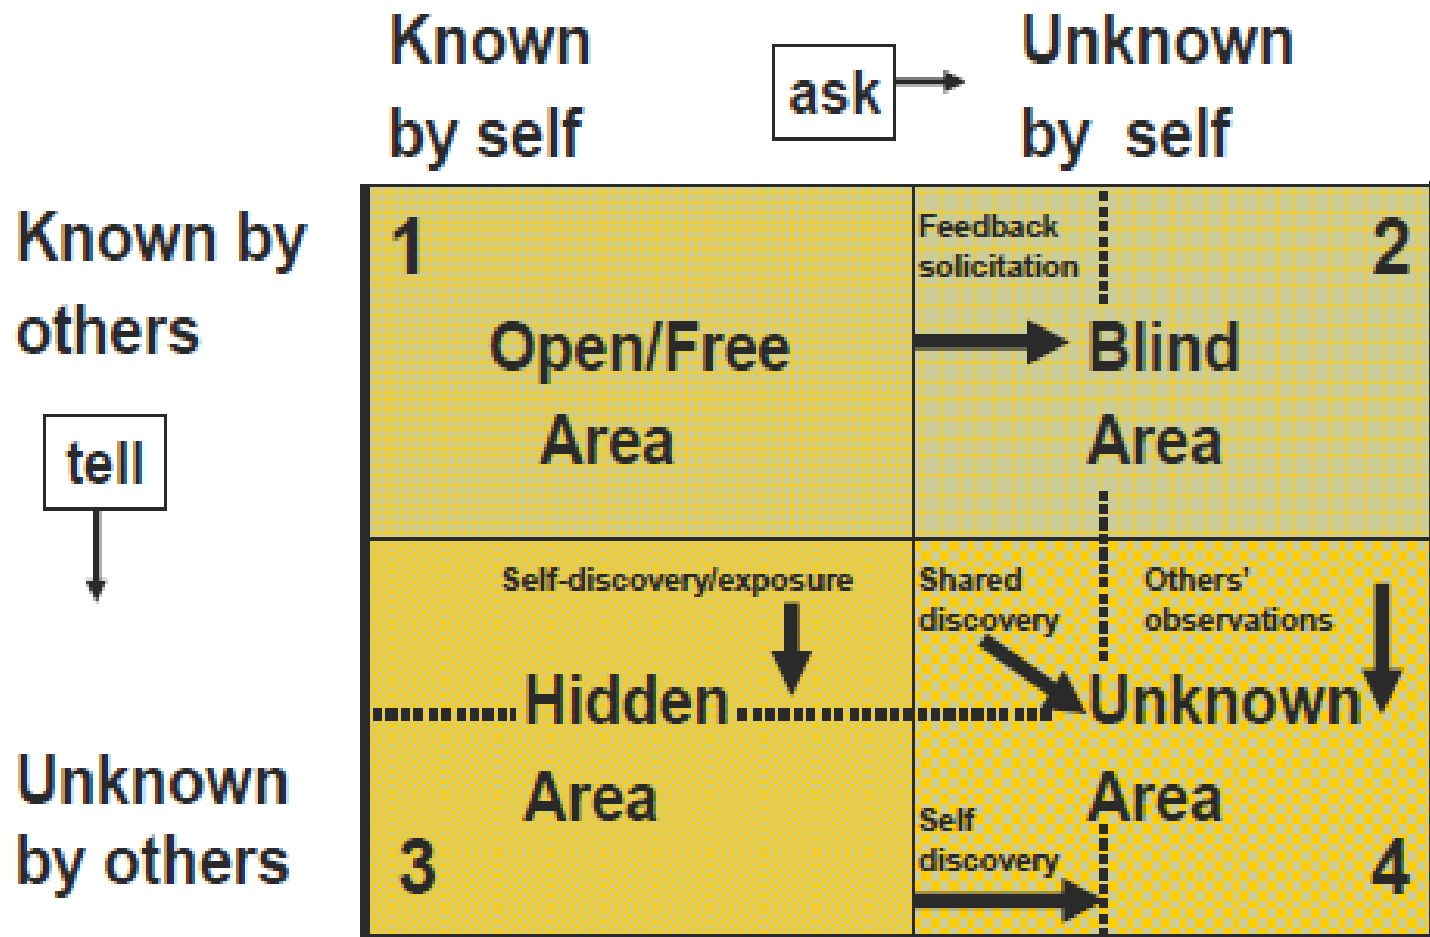 Known
by self
ask
Unknown
by self
Known by
others
tell
Unknown
by others
1
Open/Free
Area
Feedback
solicitation
2
Blind
Area
Self-discovery/exposure
Hidden
Area
3
Shared
discovery
Others'
observations
Unknown
Area
Self
discovery
4